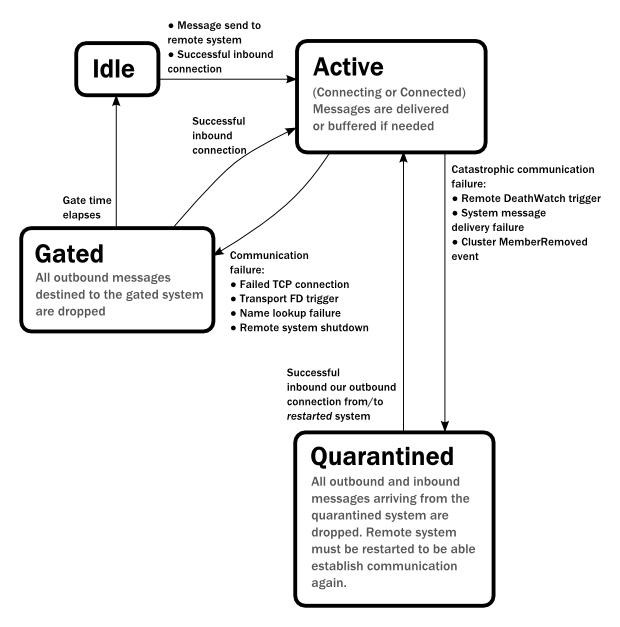 ● Message send to
remote system
● Successful inbound
connection
Idle
Active
(Connecting or Connected)
Messages are delivered
or buffered if needed
Successful
inbound
connection
Catastrophic communication
failure:
● Remote DeathWatch trigger
● System message
delivery failure
● Cluster MemberRemoved
event
Gate time
elapses
Gated
All outbound messages
destined to the gated system
are dropped
Communication
failure:
● Failed TCP connection
● Transport FD trigger
● Name lookup failure
● Remote system shutdown
Successful
inbound our outbound
connection from/to
restarted system
Quarantined
All outbound and inbound
messages arriving from the
quarantined system are
dropped. Remote system
must be restarted to be able
establish communication
again.